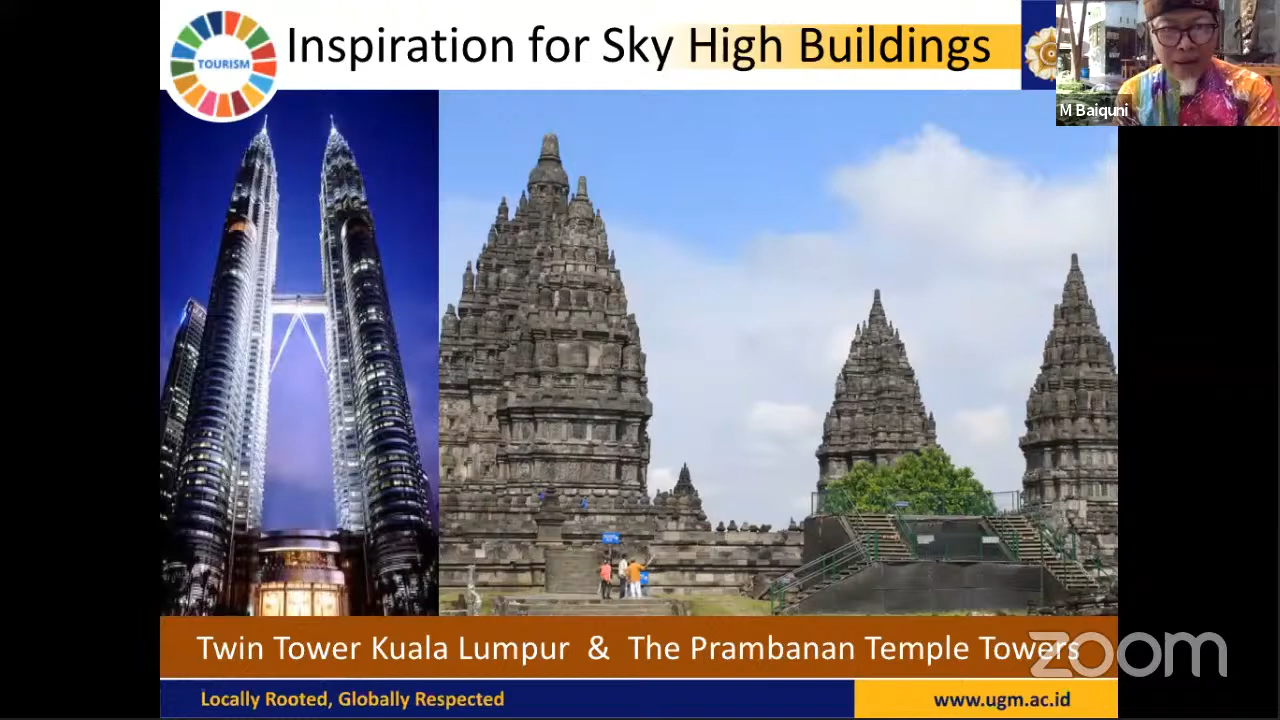 TOURISM
Inspiration for Sky High Buildings
M Baiquni
Twin Tower Kuala Lumpur & The Prambanan Temple Towers
zoom
Locally Rooted, Globally Respected
www.ugm.ac.id